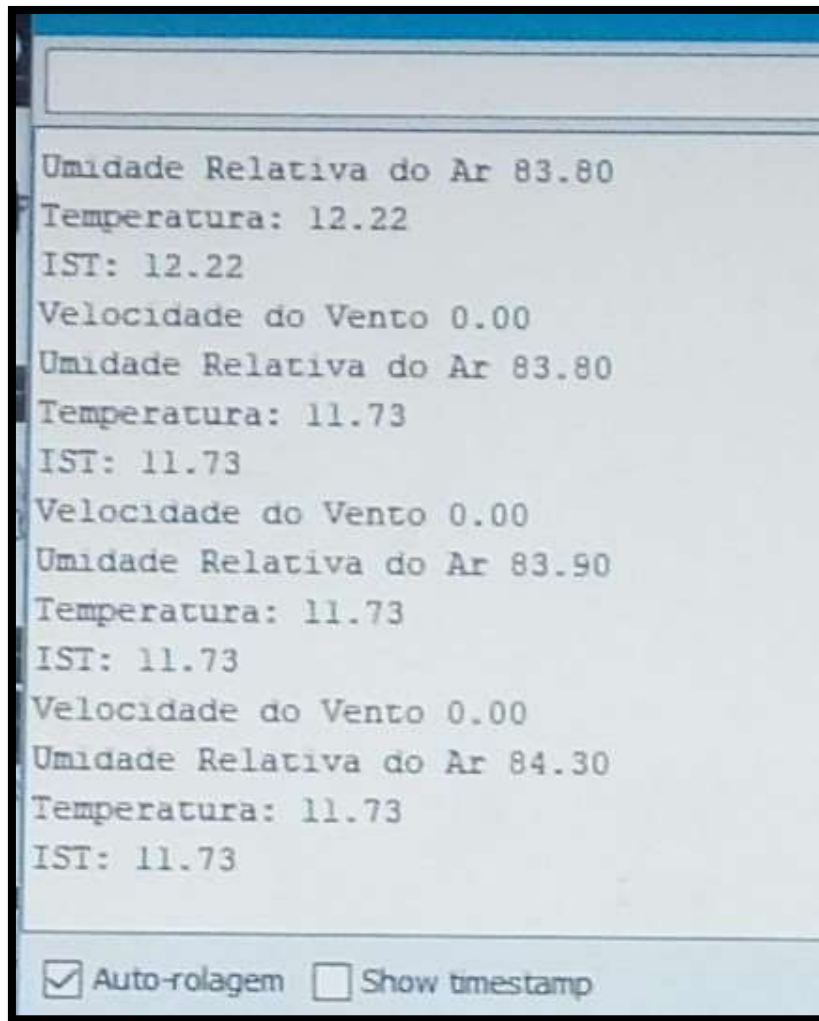 Umidade Relativa do Ar 83.80
Temperatura: 12.22
IST: 12.22
Velocidade do Vento 0.00
Umidade Relativa do Ar 83.80
Temperatura: 11.73
IST: 11.73
Velocidade do Vento 0.00
Umidade Relativa do Ar 83.90
Temperatura: 11.73
IST: 11.73
Velocidade do Vento 0.00
Umidade Relativa do Ar 84.30
Temperatura: 11.73
IST: 11.73
Auto-rolagem Show timestamp